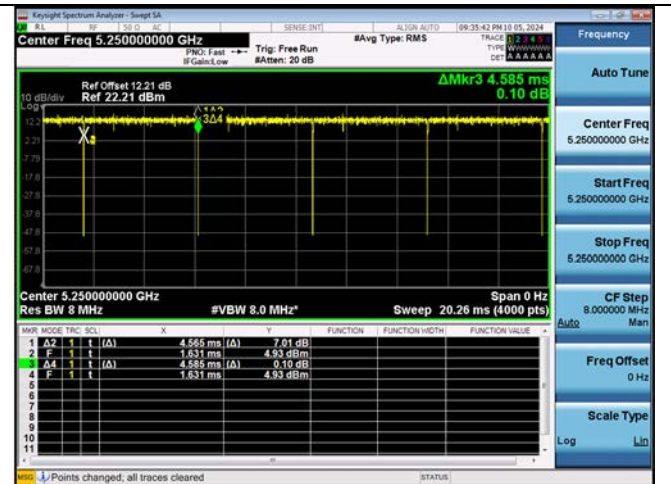 Keysight Spectrum Analyzer - Swept SA
RL RF 50 Ω AC SENSE:INT ALIGN AUTO 09:35:42 PM 10 05, 2024
Center Freq 5.250000000 GHz
PNO: Fast
IFGain:Low
Trig: Free Run
#Atten: 20 dB
#Avg Type: RMS
TRACE 1 2 3 4 5 6
TYPE WWWWWW
DET A A A A A A
Frequency
Auto Tune
Center Freq
5.250000000 GHz
Start Freq
5.250000000 GHz
Stop Freq
5.250000000 GHz
CF Step
8.000000 MHz
Auto Man
Freq Offset
0 Hz
Scale Type
Log Lin
Ref Offset 12.21 dB
10 dB/div Ref 22.21 dBm
Log
ΔMkr3 4.585 ms
0.10 dB
12.2
2.21
-7.79
-17.8
-27.8
-37.8
-47.8
-57.8
-67.8
1Δ2
3Δ4
Center 5.250000000 GHz Span 0 Hz
Res BW 8 MHz #VBW 8.0 MHz* Sweep 20.26 ms (4000 pts)
MKR MODE TRC SCL X Y FUNCTION FUNCTION WIDTH FUNCTION VALUE
1 Δ2 1 t (Δ) 4.565 ms (Δ) 7.01 dB
2 F 1 t 1.631 ms 4.93 dBm
3 Δ4 1 t (Δ) 4.585 ms (Δ) 0.10 dB
4 F 1 t 1.631 ms 4.93 dBm
5
6
7
8
9
10
11
MSG Points changed; all traces cleared STATUS